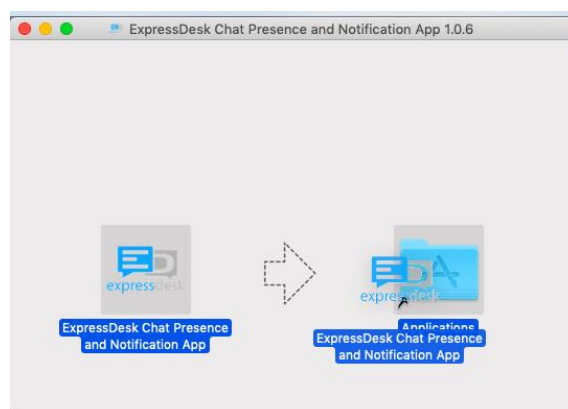 ExpressDesk Chat Presence and Notification App 1.0.6
expressdesk
ExpressDesk Chat Presence
and Notification App
expressdesk
Applications
ExpressDesk Chat Presence
and Notification App